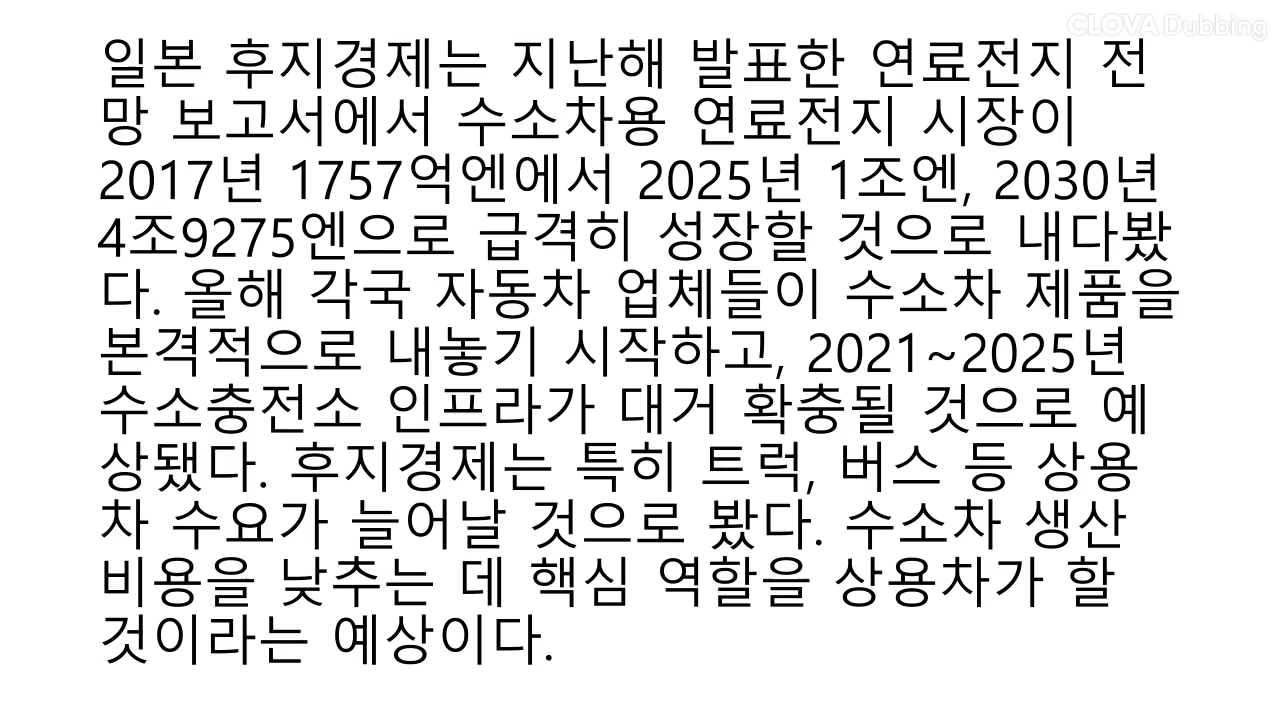 CLOVA Dubbing
일본 후지경제는 지난해 발표한 연료전지 전
망 보고서에서 수소차용 연료전지 시장이
2017년 1757억엔에서 2025년 1조엔, 2030년
4조9275엔으로 급격히 성장할 것으로 내다봤
다. 올해 각국 자동차 업체들이 수소차 제품을
본격적으로 내놓기 시작하고, 2021~2025년
수소충전소 인프라가 대거 확충될 것으로 예
상됐다. 후지경제는 특히 트럭, 버스 등 상용
차 수요가 늘어날 것으로 봤다. 수소차 생산
비용을 낮추는 데 핵심 역할을 상용차가 할
것이라는 예상이다.